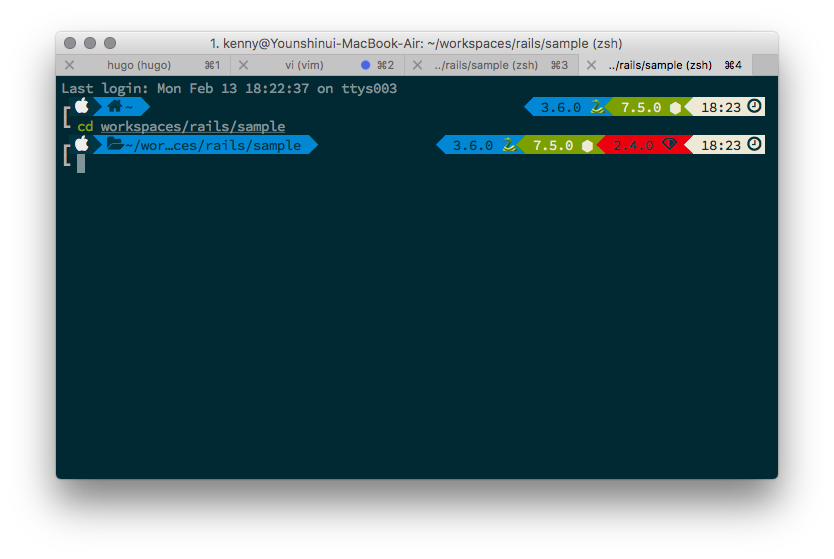 1. kenny@Younshinui-MacBook-Air: ~/workspaces/rails/sample (zsh)
hugo (hugo) ⌘1 vi (vim) ⌘2 ../rails/sample (zsh) ⌘3 ../rails/sample (zsh) ⌘4
Last login: Mon Feb 13 18:22:37 on ttys003
~ 3.6.0 7.5.0 18:23
cd workspaces/rails/sample
~/wor…ces/rails/sample 3.6.0 7.5.0 2.4.0 18:23